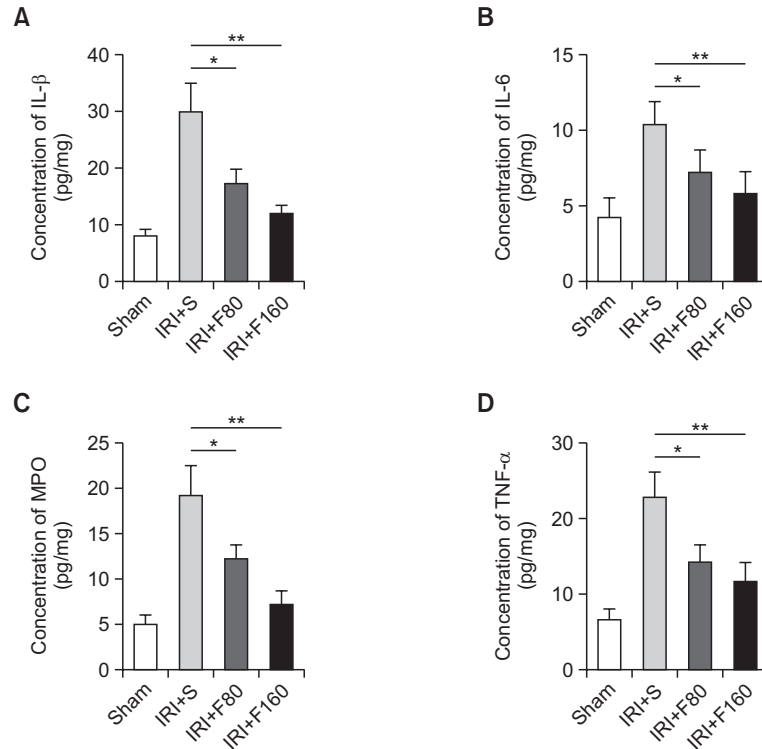 A
Concentration of IL-β
(pg/mg)
40
30
20
10
0
**
*
Sham
IRI+S
IRI+F80
IRI+F160
B
Concentration of IL-6
(pg/mg)
15
10
5
0
**
*
Sham
IRI+S
IRI+F80
IRI+F160
C
Concentration of MPO
(pg/mg)
25
20
15
10
5
0
**
*
Sham
IRI+S
IRI+F80
IRI+F160
D
Concentration of TNF-α
(pg/mg)
30
20
10
0
**
*
Sham
IRI+S
IRI+F80
IRI+F160